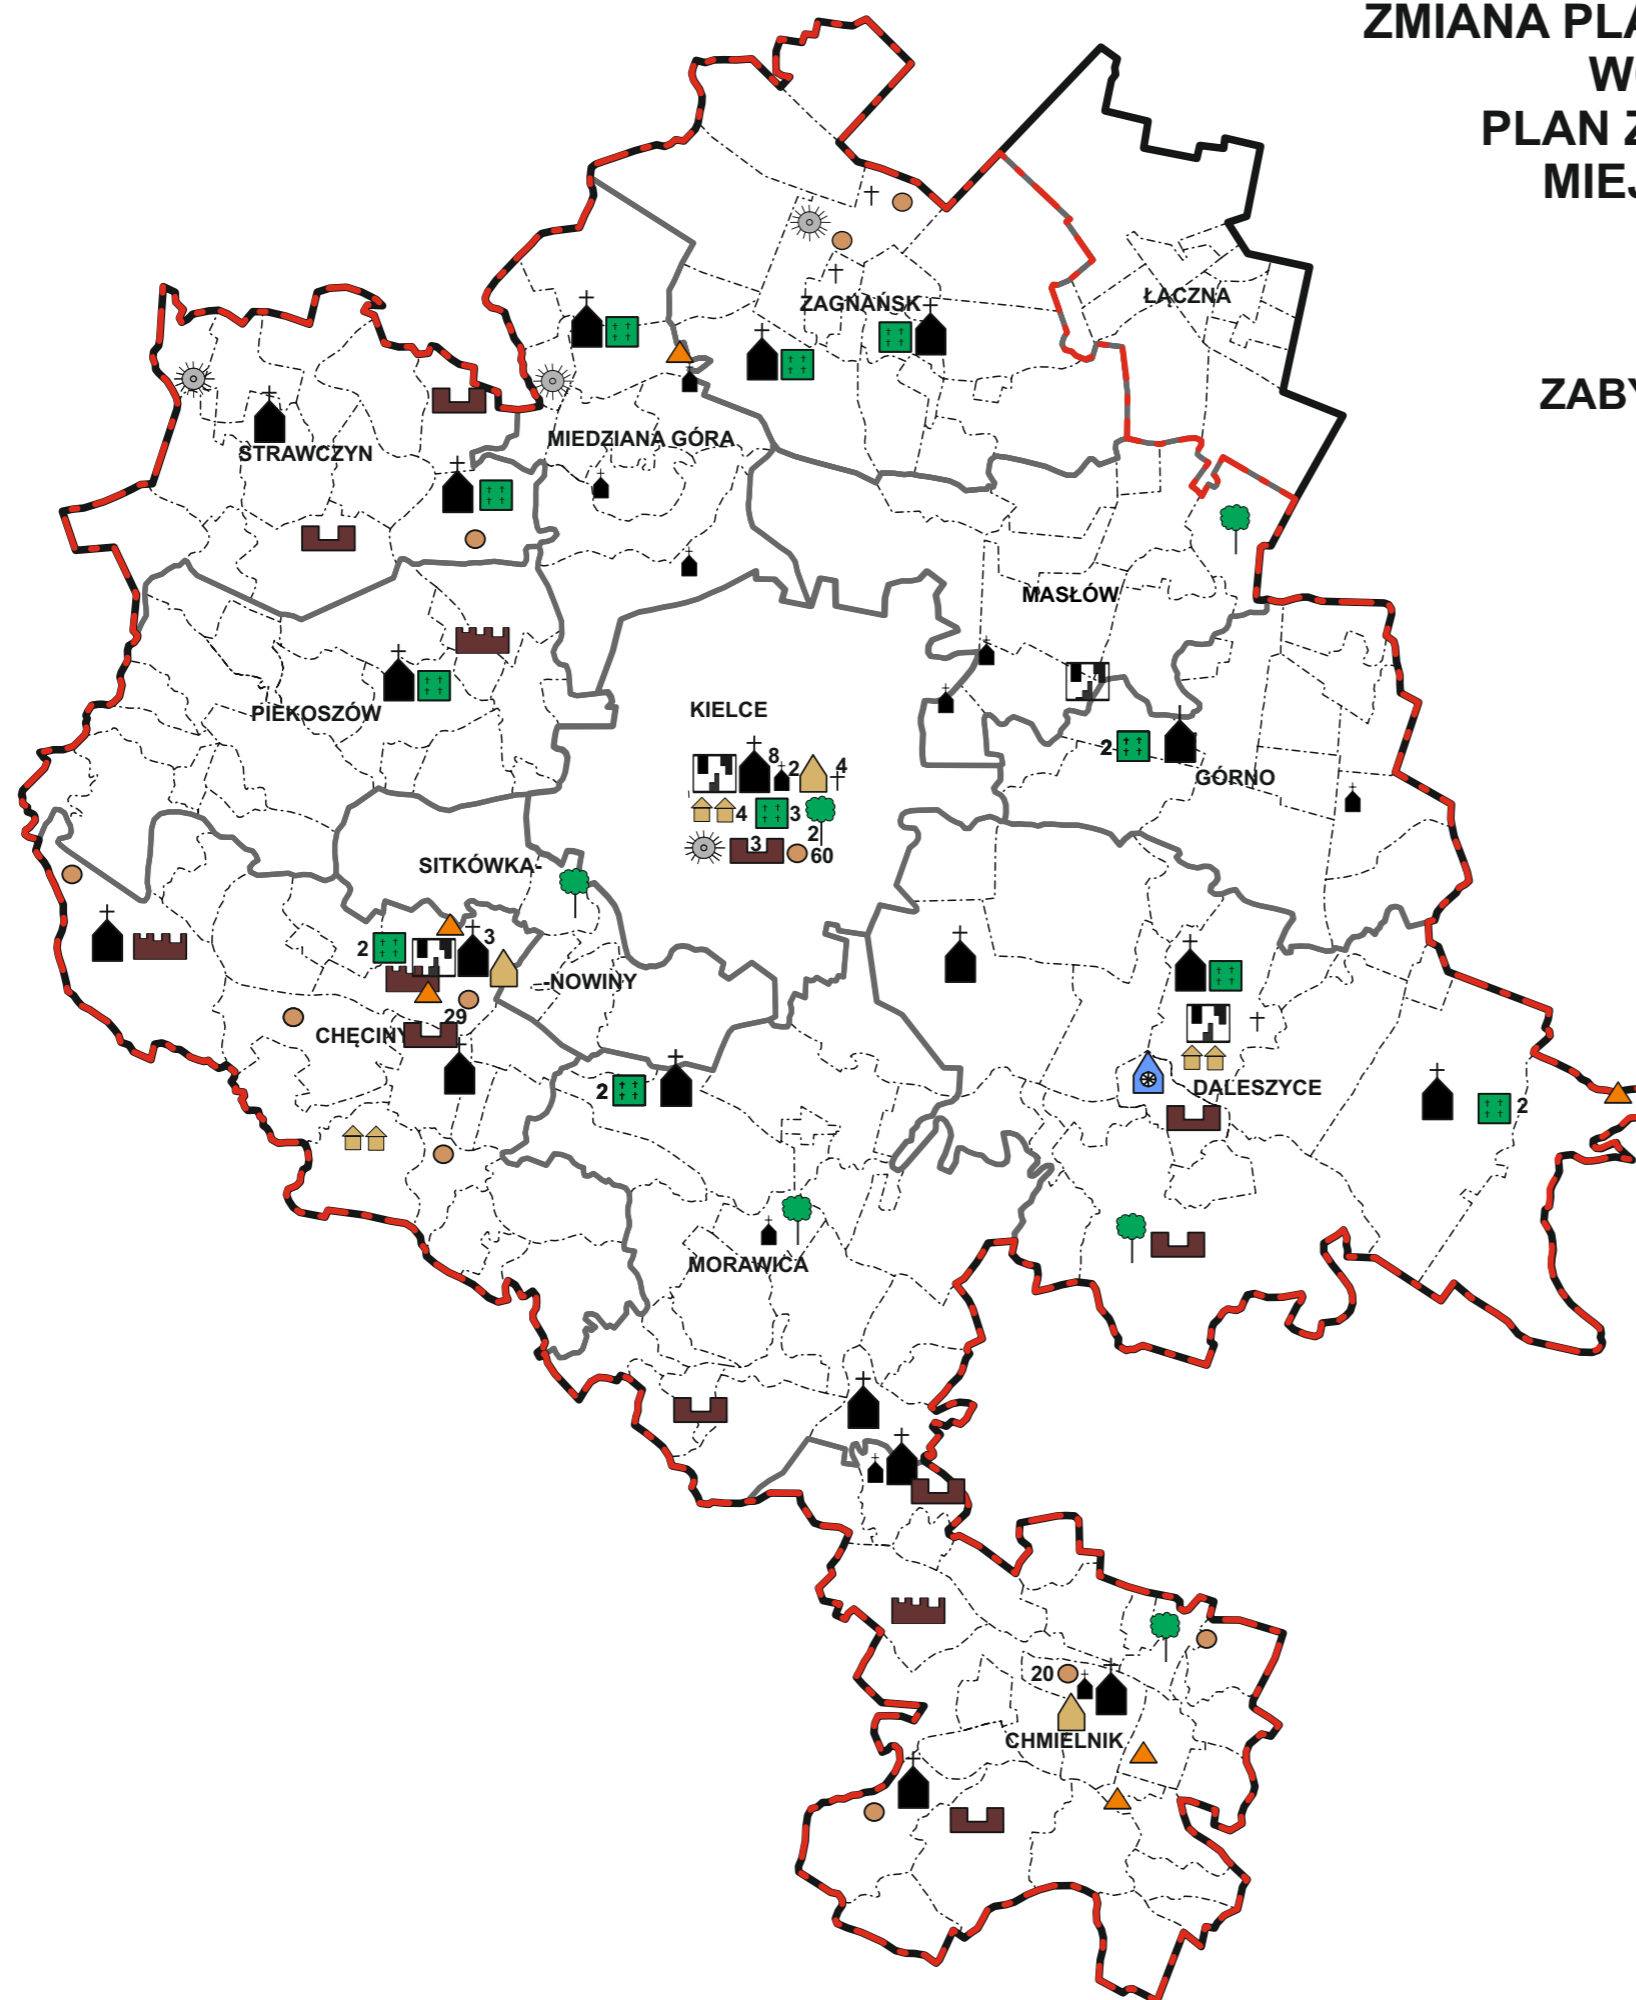 ZMIANA PLA
WO
PLAN Z
MIEJ
ZABY
ZAGNAŃSK
ŁĄCZNA
MIEDZIANA GÓRA
STRAWCZYN
MASŁÓW
PIEKOSZÓW
KIELCE
2
GÓRNO
8 2 4
4 3 2
3 60
SITKÓWKA-
2 3
-NOWINY
29
CHĘCINY
2
DALESZYCE
2
MORAWICA
20
CHMIELNIK